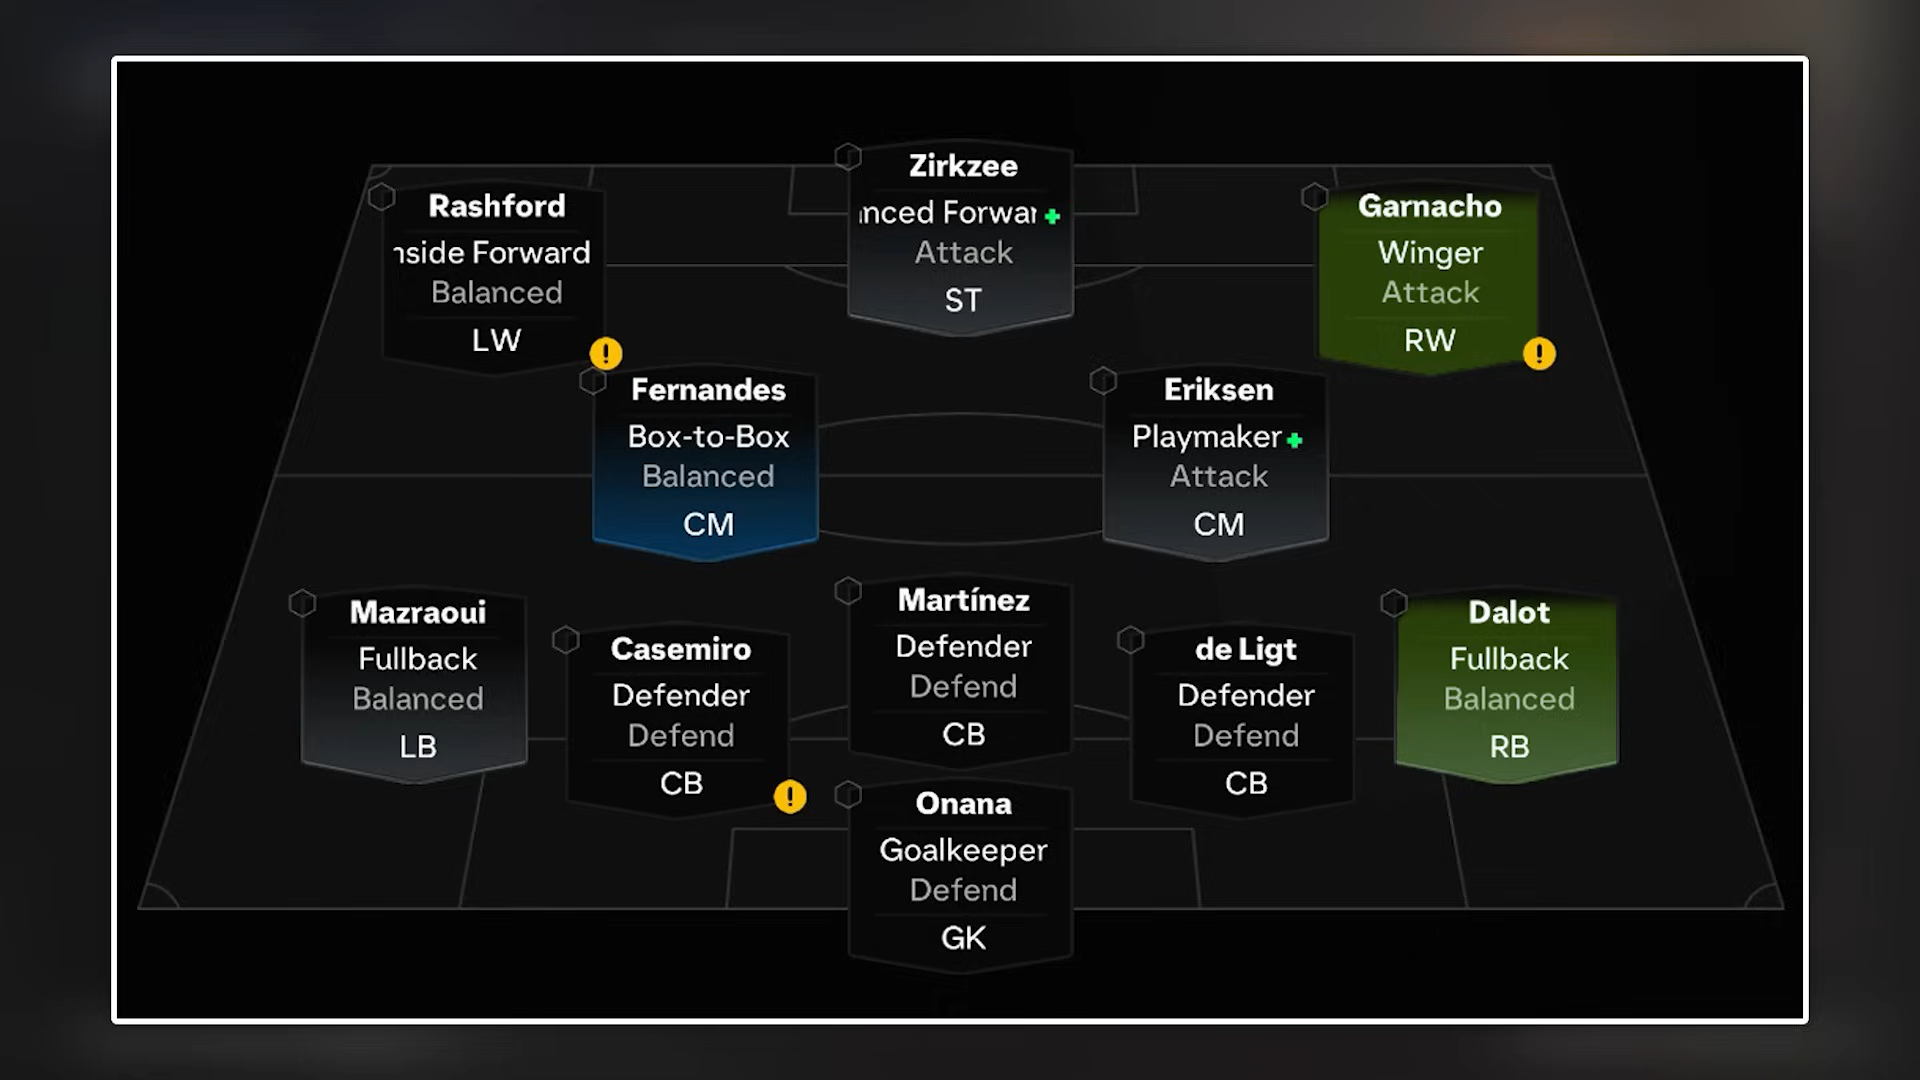 Zirkzee
nced Forwar
Attack
ST
Rashford
nside Forward
Balanced
LW
!
Garnacho
Winger
Attack
RW
!
Fernandes
Box-to-Box
Balanced
CM
Eriksen
Playmaker
Attack
CM
Mazraoui
Fullback
Balanced
LB
Casemiro
Defender
Defend
CB
!
Martínez
Defender
Defend
CB
de Ligt
Defender
Defend
CB
Dalot
Fullback
Balanced
RB
Onana
Goalkeeper
Defend
GK